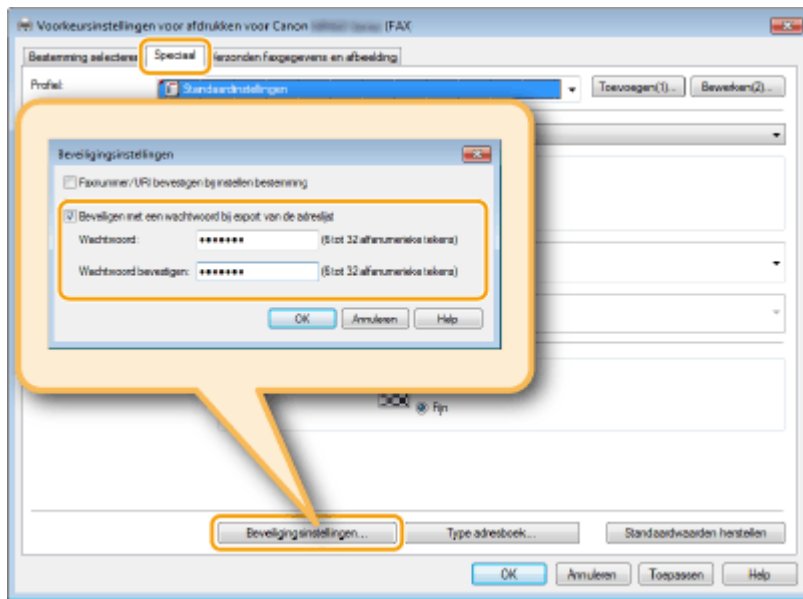 Voorkeursinstellingen voor afdrukken voor Canon (FAX
Bestemming selecteren Speciaal Verzonden faxgegevens en afbeelding
Profiel: Standaardinstellingen Toevoegen(1)... Bewerken(2)...
Beveiligingsinstellingen
Faxnummer/URI bevestigen bij instellen bestemming
Beveiligen met een wachtwoord bij export van de adreslijst
Wachtwoord: ••••••• (6 tot 32 alfanumerieke tekens)
Wachtwoord bevestigen: ••••••• (6 tot 32 alfanumerieke tekens)
OK Annuleren Help
Fijn
Beveiligingsinstellingen... Type adresboek... Standaardwaarden herstellen
OK Annuleren Toepassen Help